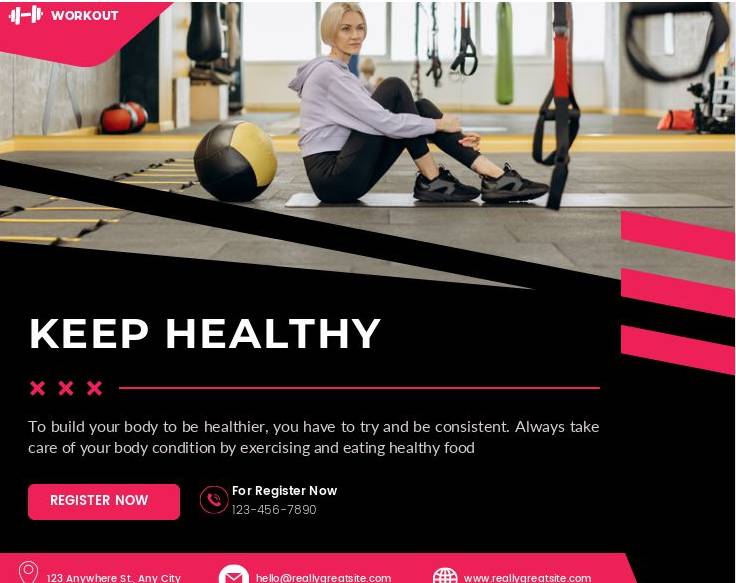 WORKOUT
KEEP HEALTHY
To build your body to be healthier, you have to try and be consistent. Always take
care of your body condition by exercising and eating healthy food
REGISTER NOW
For Register Now
123-456-7890
123 Anywhere St., Any City
hello@reallygreatsite.com
www.reallygreatsite.com